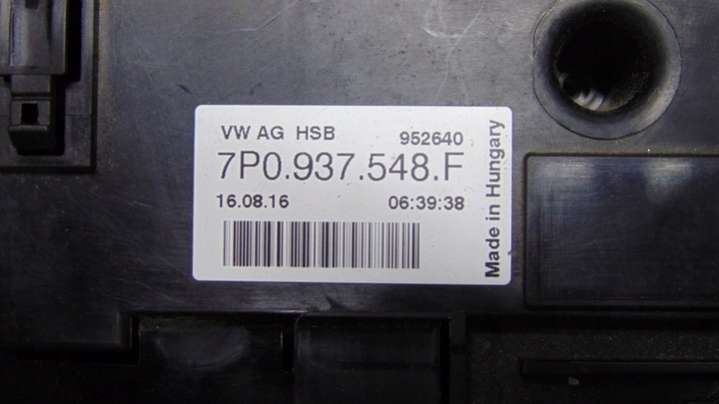 VW AG HSB 952640
7P0.937.548.F
16.08.16 06:39:38
Made in Hungary